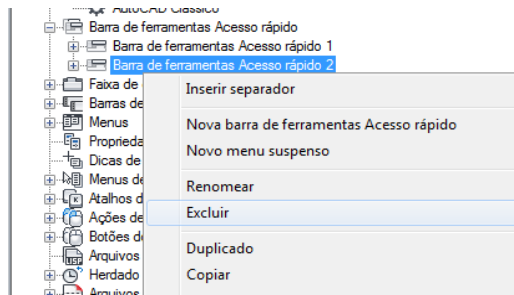 AutoCAD Clássico
Barra de ferramentas Acesso rápido
Barra de ferramentas Acesso rápido 1
Barra de ferramentas Acesso rápido 2
Faixa de
Inserir separador
Barras de
Menus
Nova barra de ferramentas Acesso rápido
Proprieda
Novo menu suspenso
Dicas de
Menus de
Renomear
Atalhos d
Excluir
Ações de
Botões de
Duplicado
Arquivos
Herdado
Copiar
Arquivos